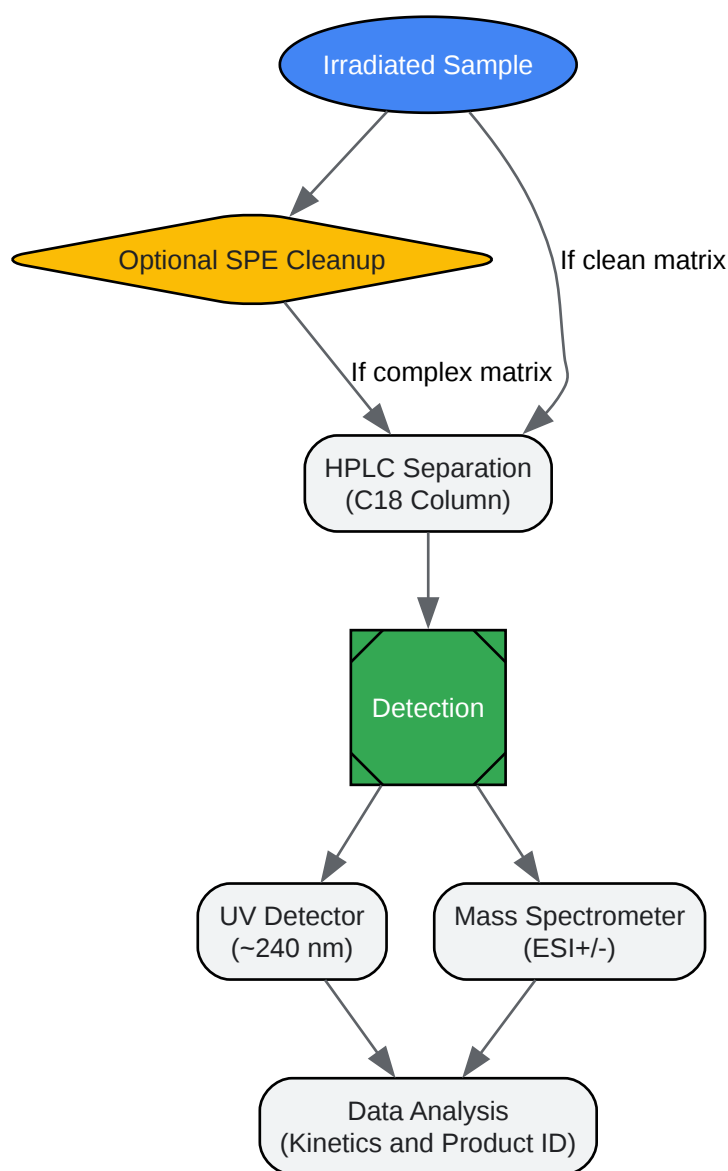 Irradiated Sample
Optional SPE Cleanup
If clean matrix
If complex matrix
HPLC Separation
(C18 Column)
Detection
UV Detector
(~240 nm)
Mass Spectrometer
(ESI+/-)
Data Analysis
(Kinetics and Product ID)